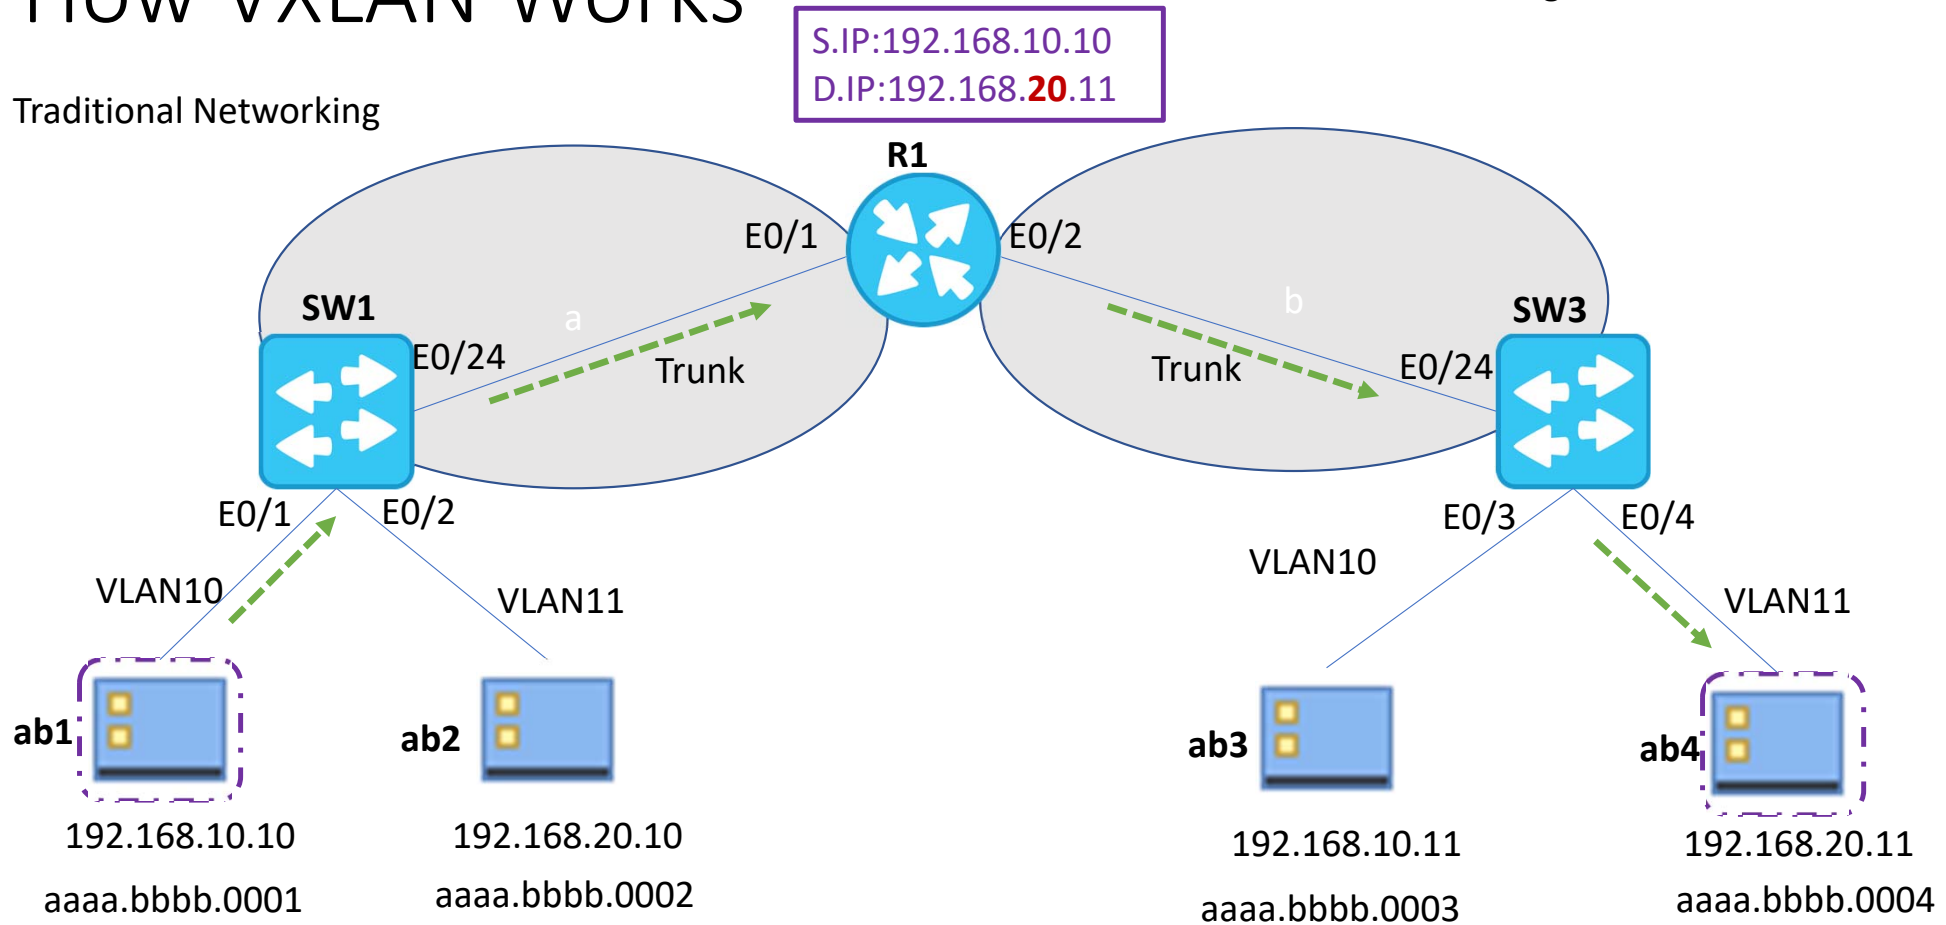 How VXLAN Works
S.IP:192.168.10.10
D.IP:192.168.20.11
Traditional Networking
R1
E0/1
E0/2
SW1
a
b
SW3
E0/24
Trunk
Trunk
E0/24
E0/1
E0/2
E0/3
E0/4
VLAN10
VLAN11
VLAN10
VLAN11
ab1
ab2
ab3
ab4
192.168.10.10
192.168.20.10
192.168.10.11
192.168.20.11
aaaa.bbbb.0001
aaaa.bbbb.0002
aaaa.bbbb.0003
aaaa.bbbb.0004